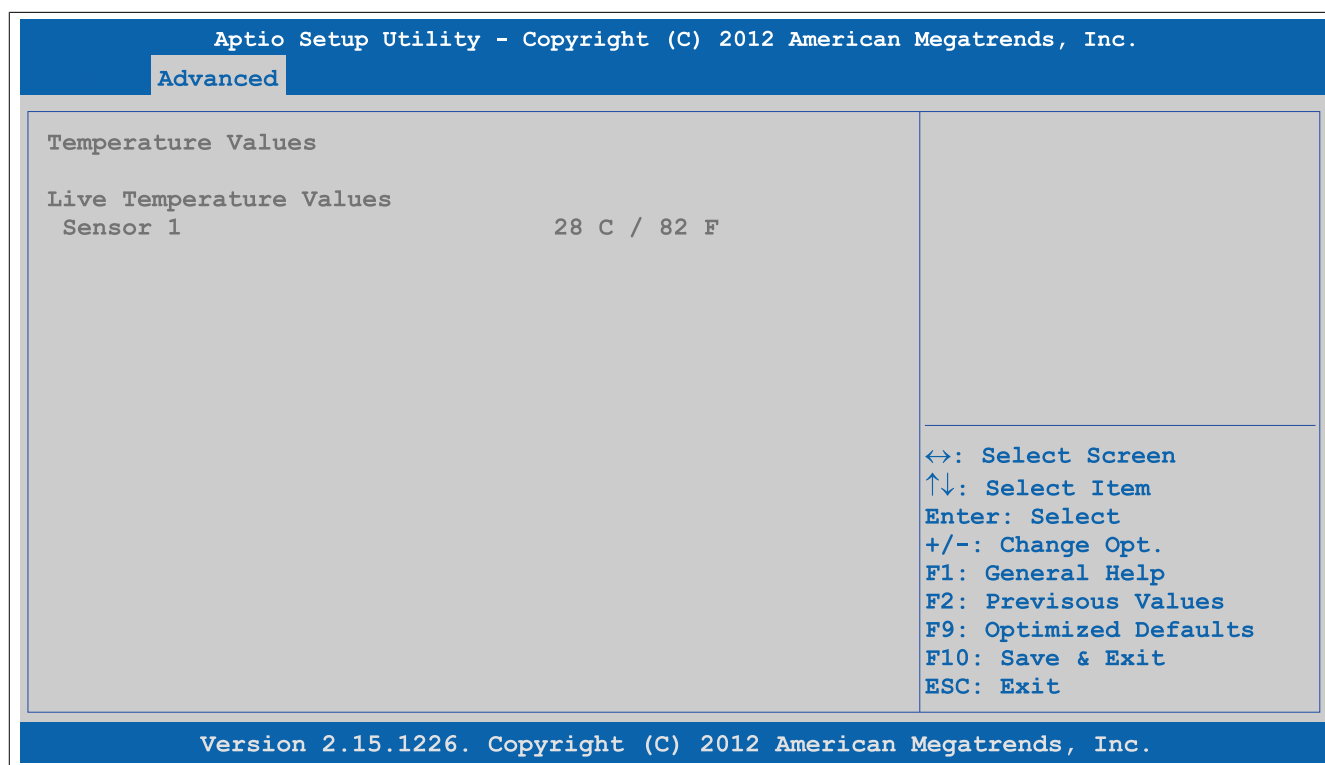 Aptio Setup Utility - Copyright (C) 2012 American Megatrends, Inc.
Advanced
Temperature Values
Live Temperature Values
Sensor 1 28 C / 82 F
↔: Select Screen
↑↓: Select Item
Enter: Select
+/-: Change Opt.
F1: General Help
F2: Previsous Values
F9: Optimized Defaults
F10: Save & Exit
ESC: Exit
Version 2.15.1226. Copyright (C) 2012 American Megatrends, Inc.